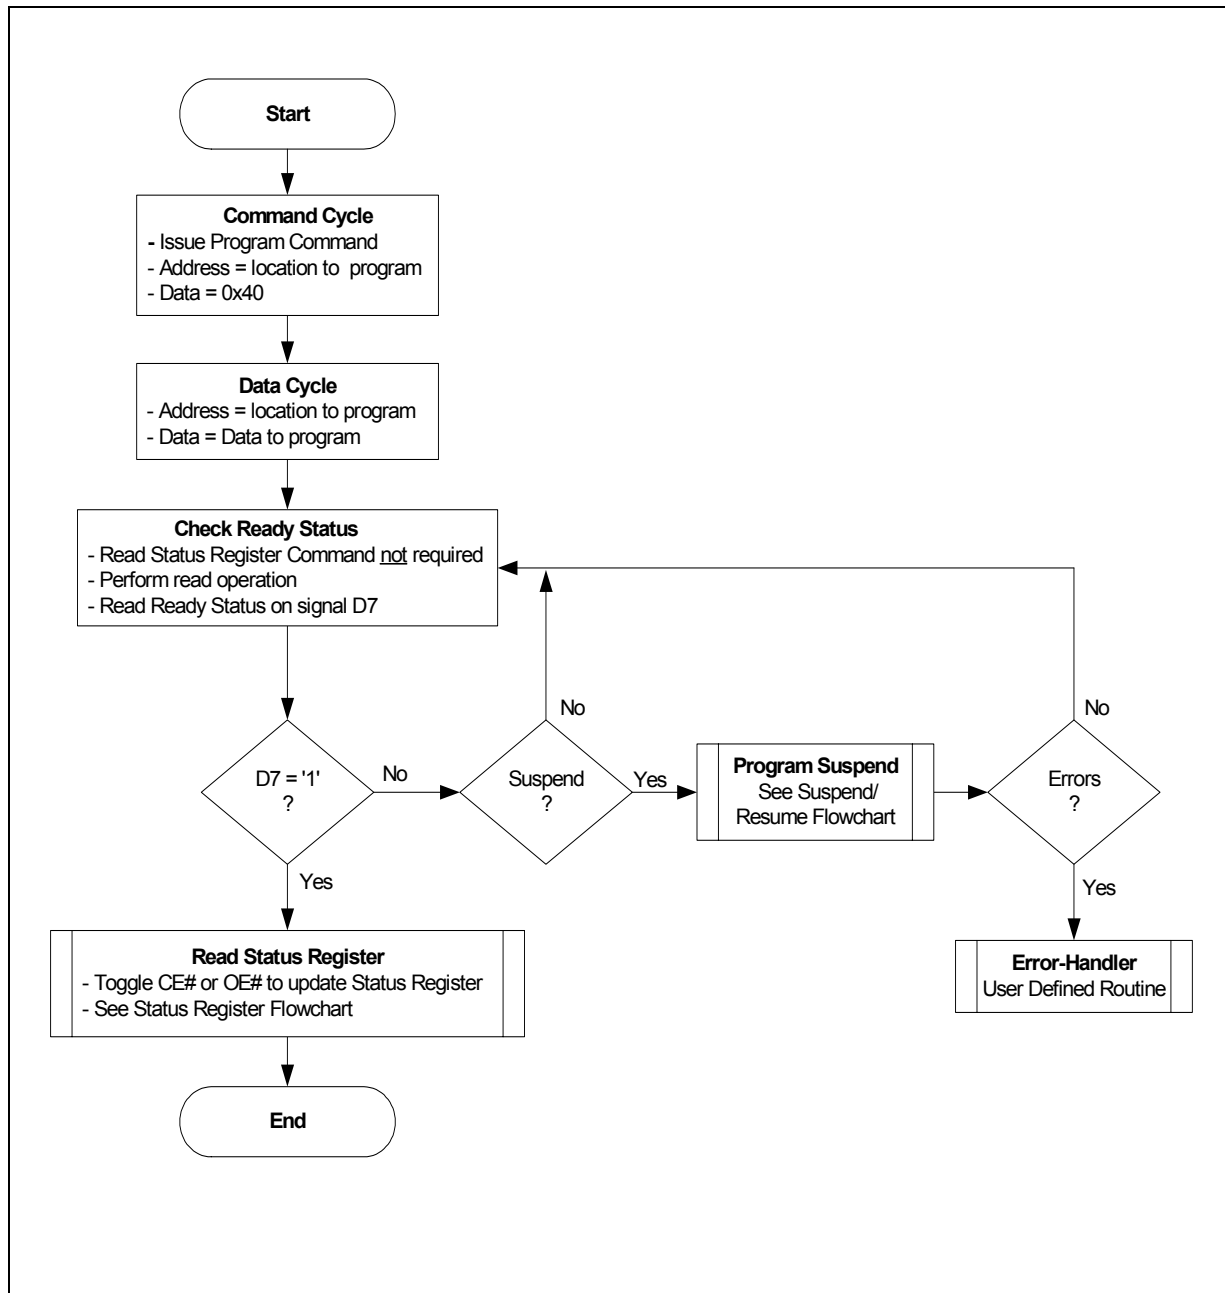 Start
Command Cycle
- Issue Program Command
- Address = location to program
- Data = 0x40
Data Cycle
- Address = location to program
- Data = Data to program
Check Ready Status
- Read Status Register Command not required
- Perform read operation
- Read Ready Status on signal D7
D7 = '1'
?
No
Suspend
?
No
Yes
Program Suspend
See Suspend/
Resume Flowchart
Errors
?
No
Yes
Error-Handler
User Defined Routine
Yes
Read Status Register
- Toggle CE# or OE# to update Status Register
- See Status Register Flowchart
End